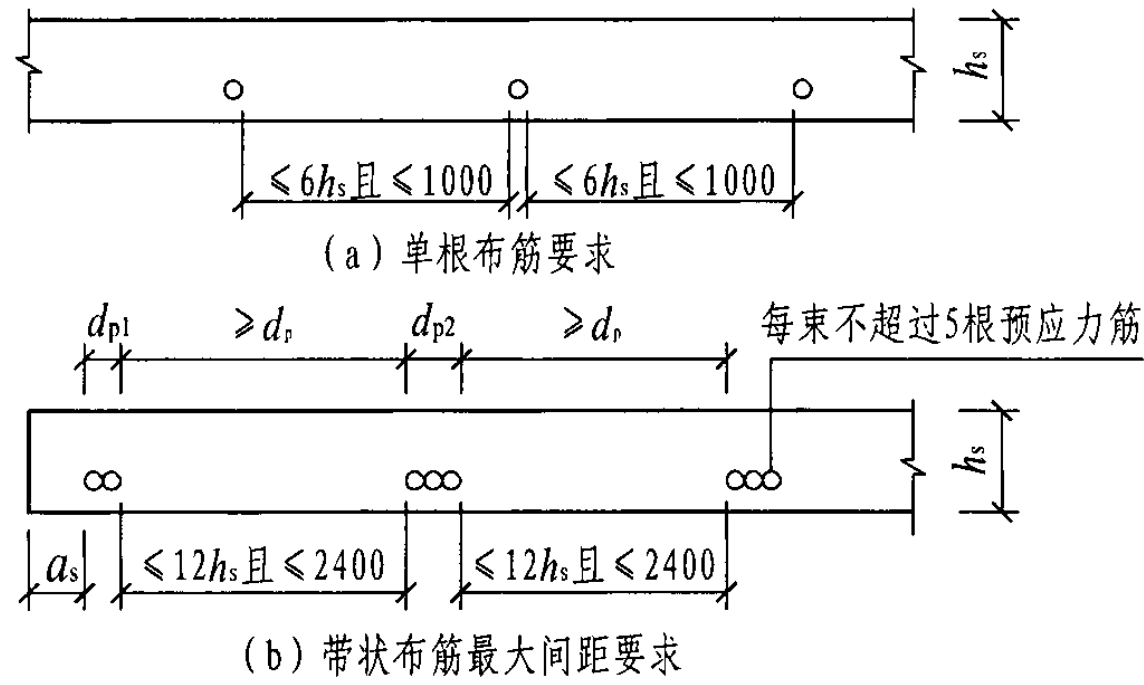 hs
≤6hs且≤1000 ≤6hs且≤1000
(a)单根布筋要求
dp1 ≥dp dp2 ≥dp 每束不超过5根预应力筋
hs
as ≤12hs且≤2400 ≤12hs且≤2400
(b)带状布筋最大间距要求